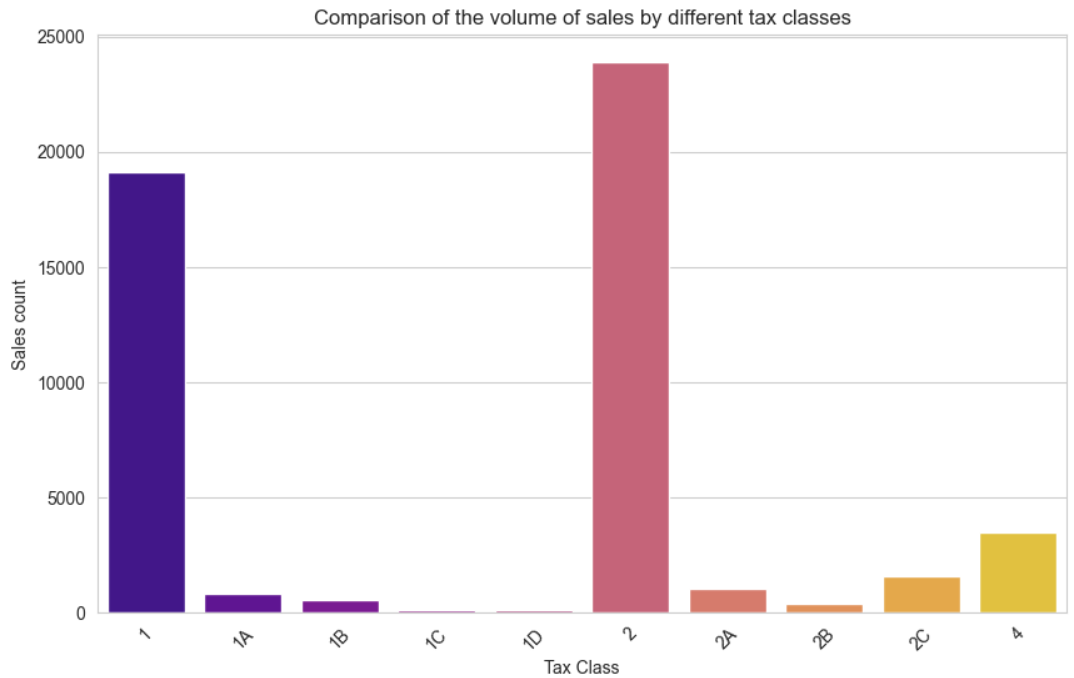 Comparison of the volume of sales by different tax classes
25000
20000
15000
10000
5000
0
Sales count
1 1A 1B 1C 1D 2 2A 2B 2C 4
Tax Class